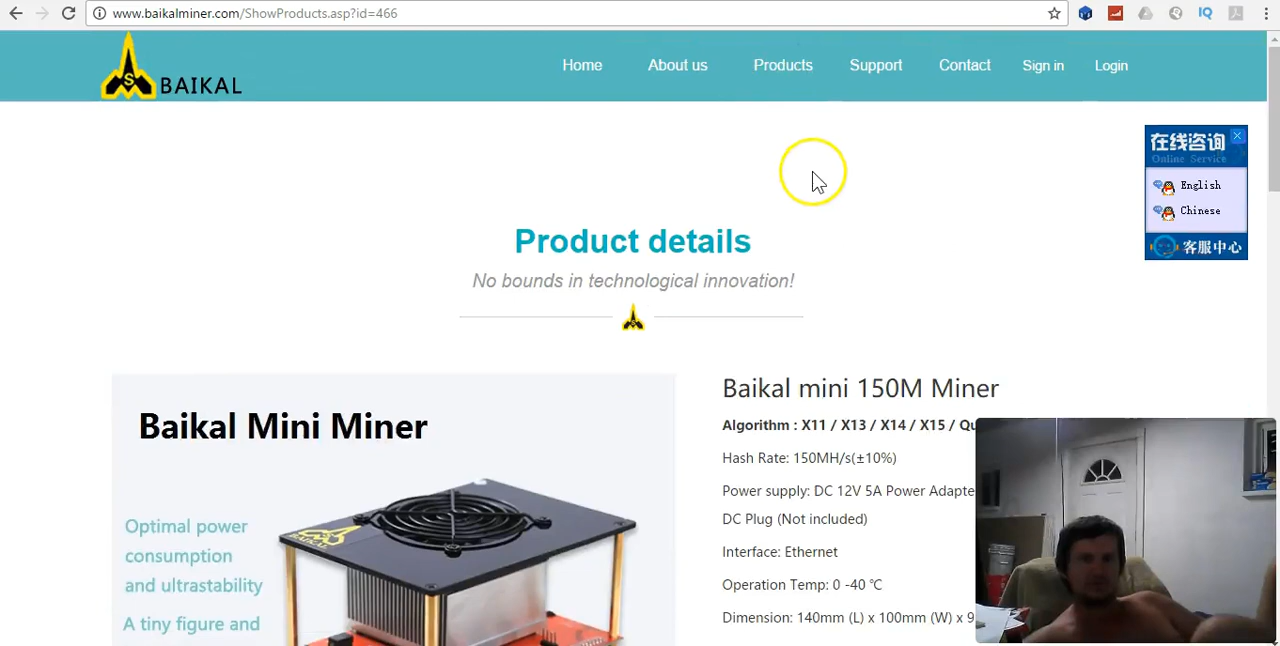 www.baikalminer.com/ShowProducts.asp?id=466
IQ
S BAIKAL
Home About us Products Support Contact Sign in Login
在线咨询
Online Service
English
Chinese
客服中心
Product details
No bounds in technological innovation!
Baikal Mini Miner
Optimal power
consumption
and ultrastability
A tiny figure and
BAIKAL
Baikal mini 150M Miner
Algorithm : X11 / X13 / X14 / X15 / Qu
Hash Rate: 150MH/s(±10%)
Power supply: DC 12V 5A Power Adapte
DC Plug (Not included)
Interface: Ethernet
Operation Temp: 0 -40 ℃
Dimension: 140mm (L) x 100mm (W) x 9